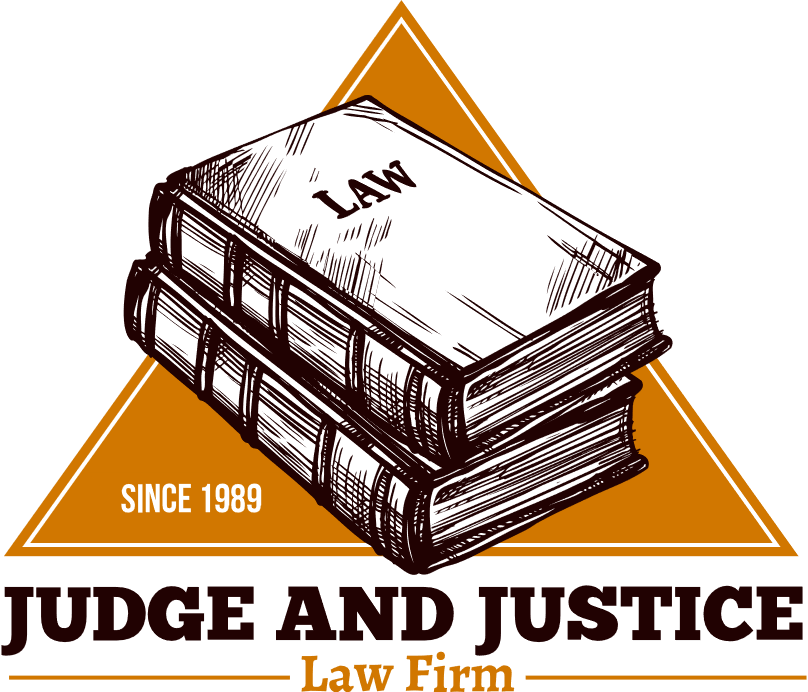 LAW
SINCE 1989
JUDGE AND JUSTICE
Law Firm